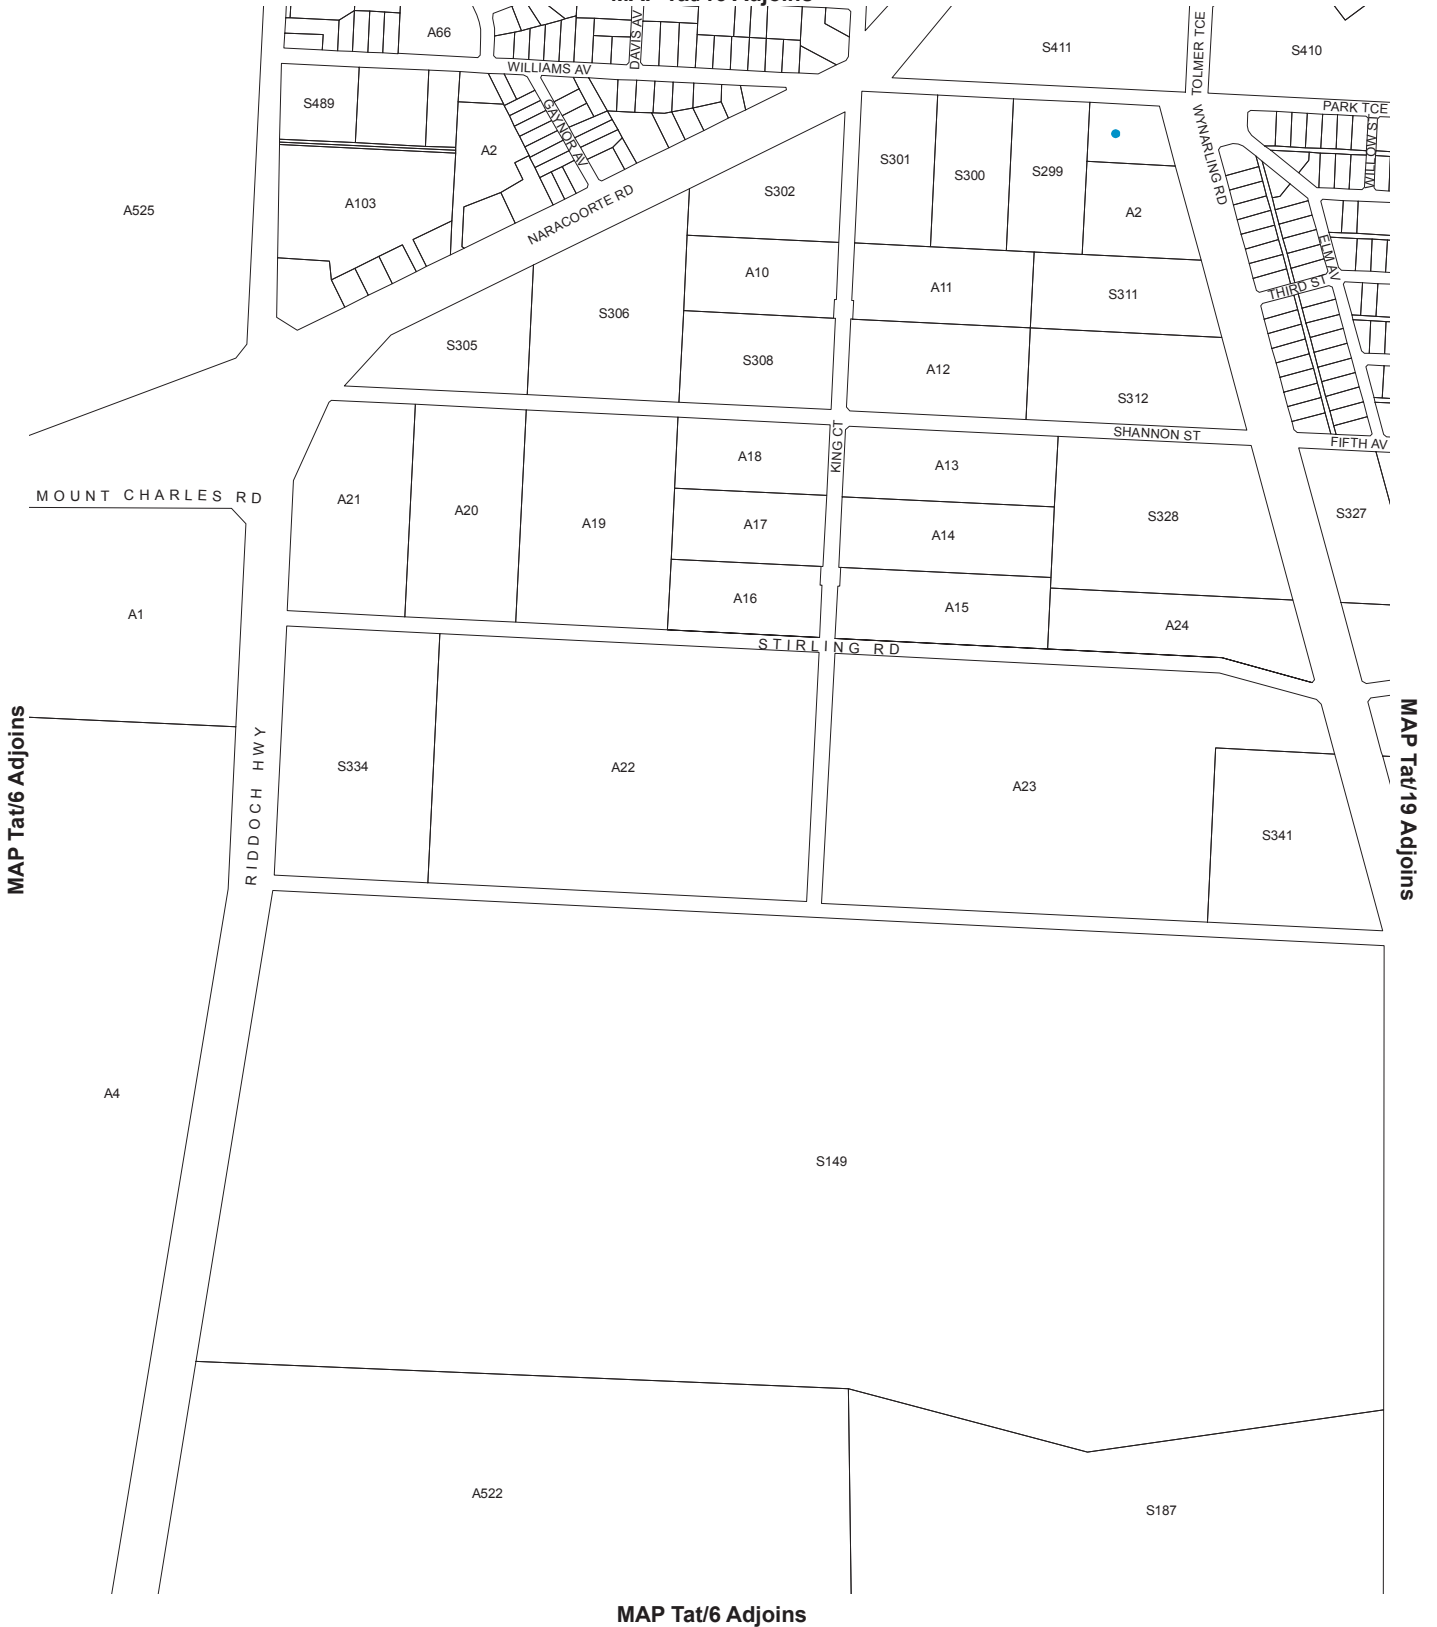 A66
DAVIS AV
S411
TOLMER TCE
S410
WILLIAMS AV
S489
GAYNOR AV
PARK TCE
WILLOW ST
WYNARLING RD
A2
S301
S300
S299
A2
A525
A103
NARACOORTE RD
S302
ELM AV
A10
A11
S311
THIRD ST
S306
S305
S308
A12
S312
KING CT
SHANNON ST
FIFTH AV
A18
A13
MOUNT CHARLES RD
A21
A20
A19
A17
A14
S328
S327
A16
A15
A24
A1
STIRLING RD
MAP Tat/6 Adjoins
RIDDOCH HWY
S334
A22
A23
S341
MAP Tat/19 Adjoins
A4
S149
A522
S187
MAP Tat/6 Adjoins